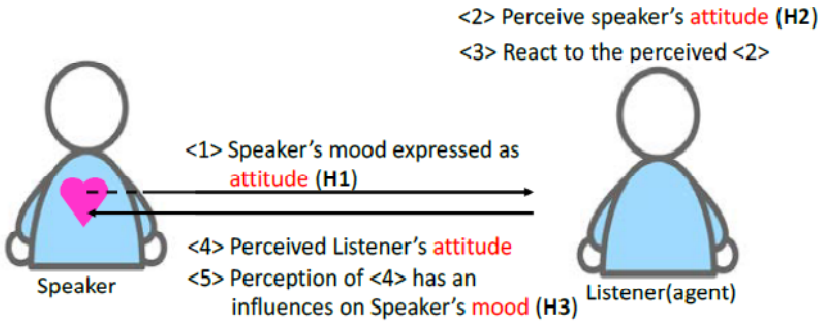 <2> Perceive speaker's attitude (H2)
<3> React to the perceived <2>
<1> Speaker's mood expressed as
attitude (H1)
<4> Perceived Listener's attitude
<5> Perception of <4> has an
influences on Speaker's mood (H3)
Speaker
Listener(agent)